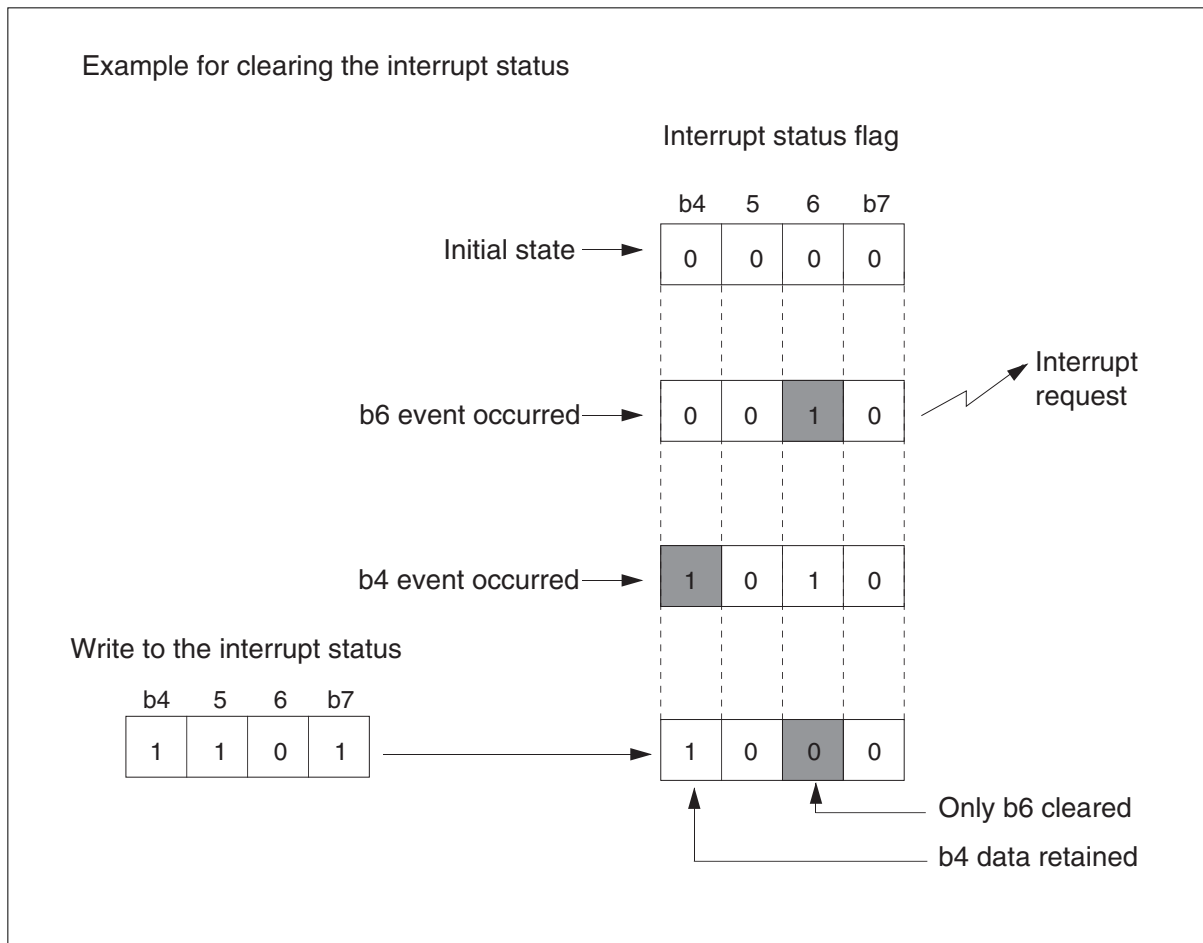 Example for clearing the interrupt status
Interrupt status flag
b4 5 6 b7
Initial state
0 0 0 0
Interrupt
request
b6 event occurred
0 0 1 0
b4 event occurred
1 0 1 0
Write to the interrupt status
b4 5 6 b7
1 1 0 1
1 0 0 0
Only b6 cleared
b4 data retained